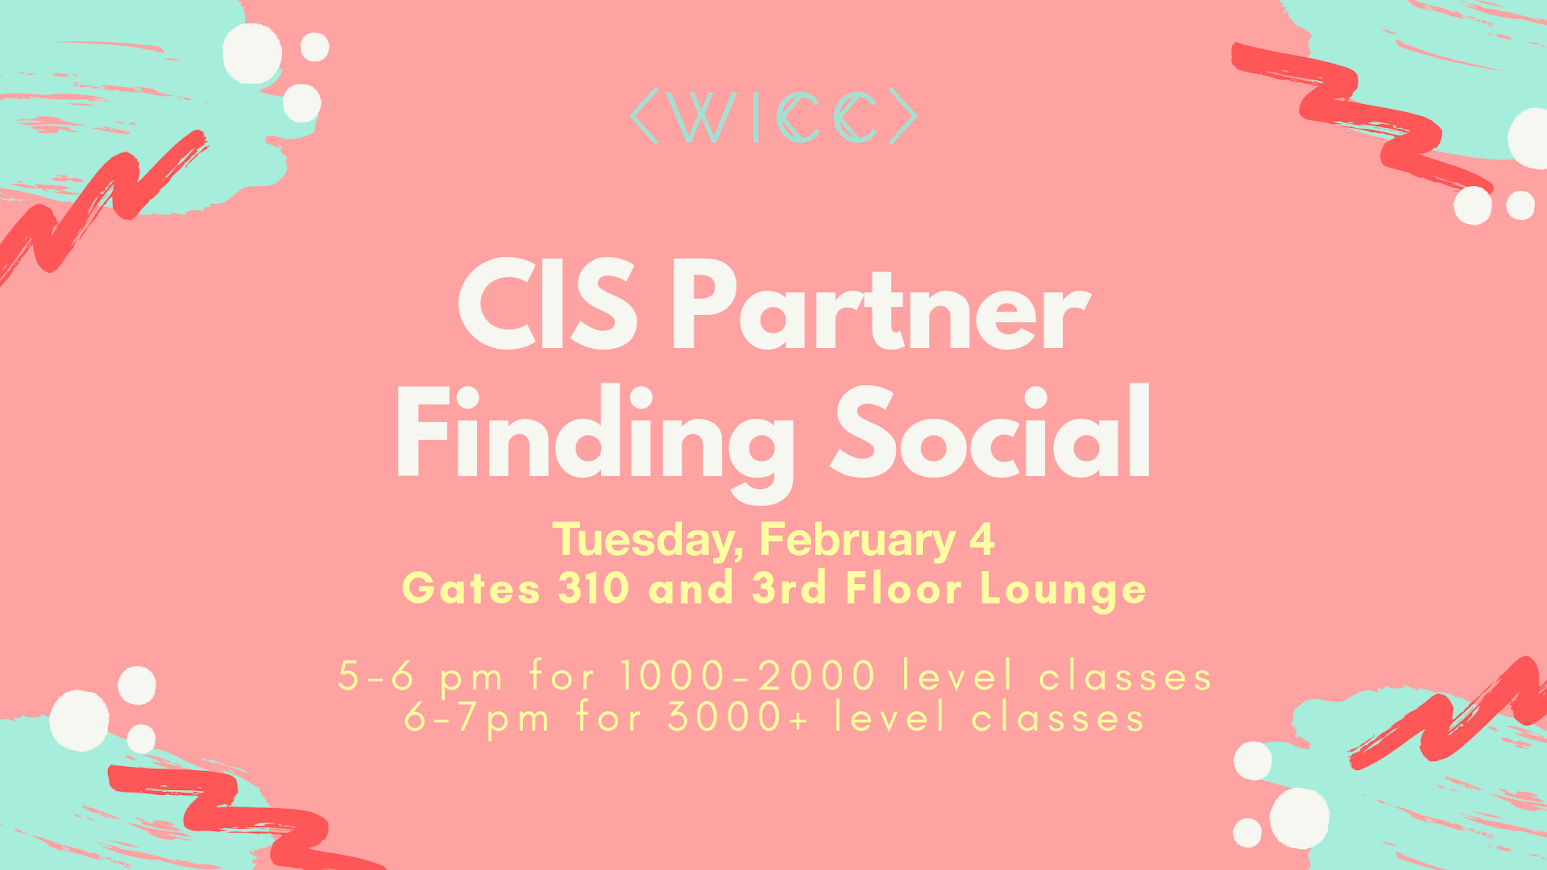 <WICC>
CIS Partner
Finding Social
Tuesday, February 4
Gates 310 and 3rd Floor Lounge
5-6 pm for 1000-2000 level classes
6-7pm for 3000+ level classes